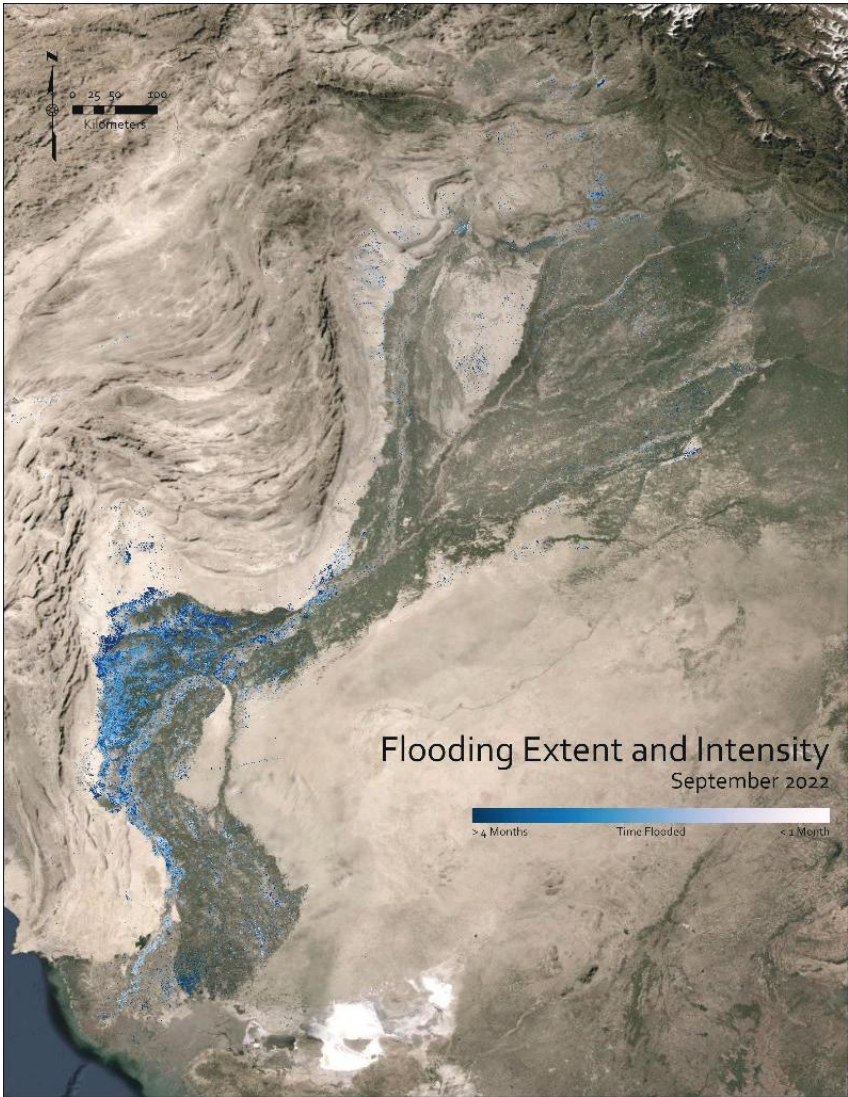 N
0 25 50 100
Kilometers
Flooding Extent and Intensity
September 2022
> 4 Months Time Flooded < 1 Month